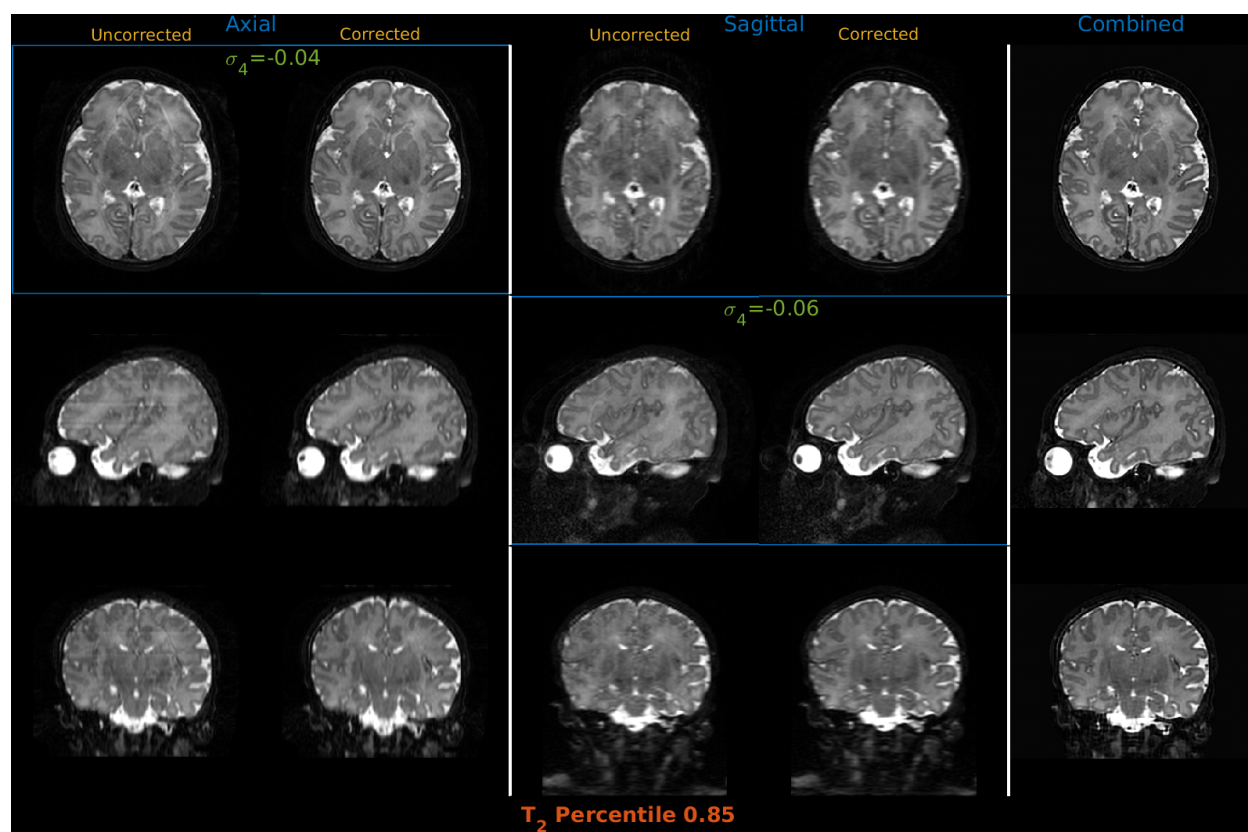 Axial Sagittal Combined
Uncorrected Corrected Uncorrected Corrected
σ₄=-0.04
σ₄=-0.06
T₂ Percentile 0.85